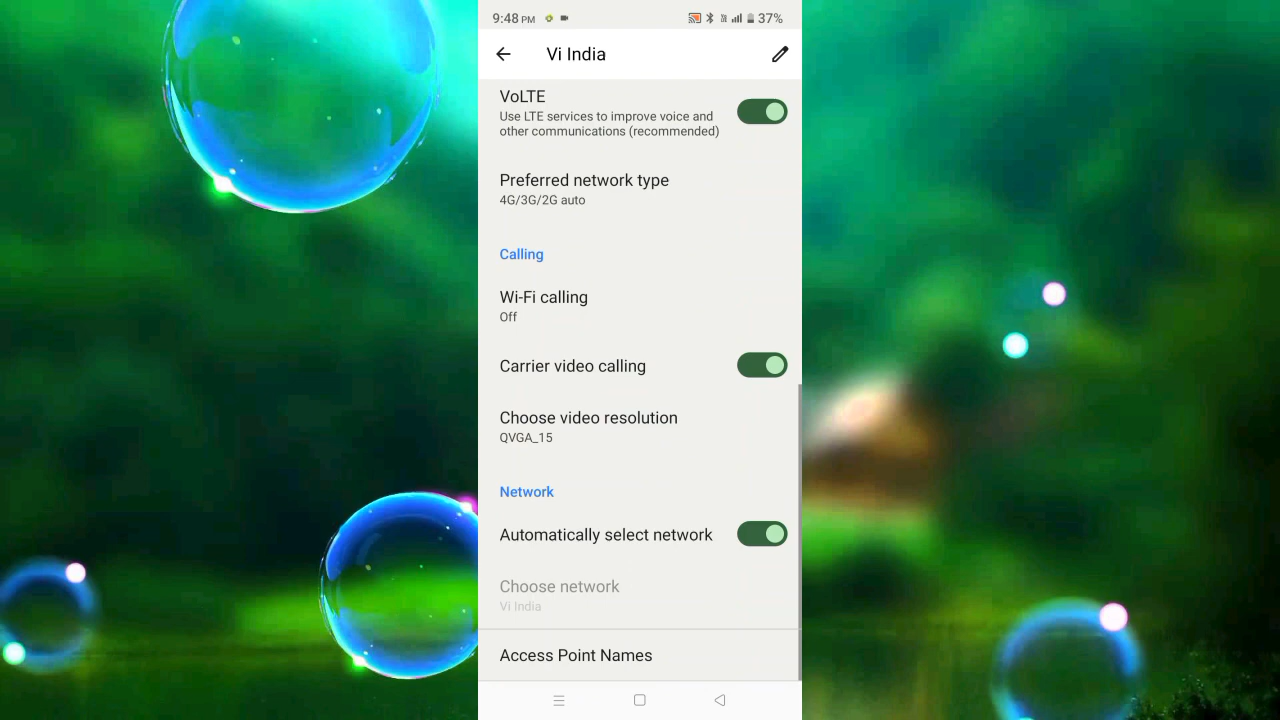 9:48 PM 37%
Vi India
VoLTE
Use LTE services to improve voice and
other communications (recommended)
Preferred network type
4G/3G/2G auto
Calling
Wi-Fi calling
Off
Carrier video calling
Choose video resolution
QVGA_15
Network
Automatically select network
Choose network
Vi India
Access Point Names